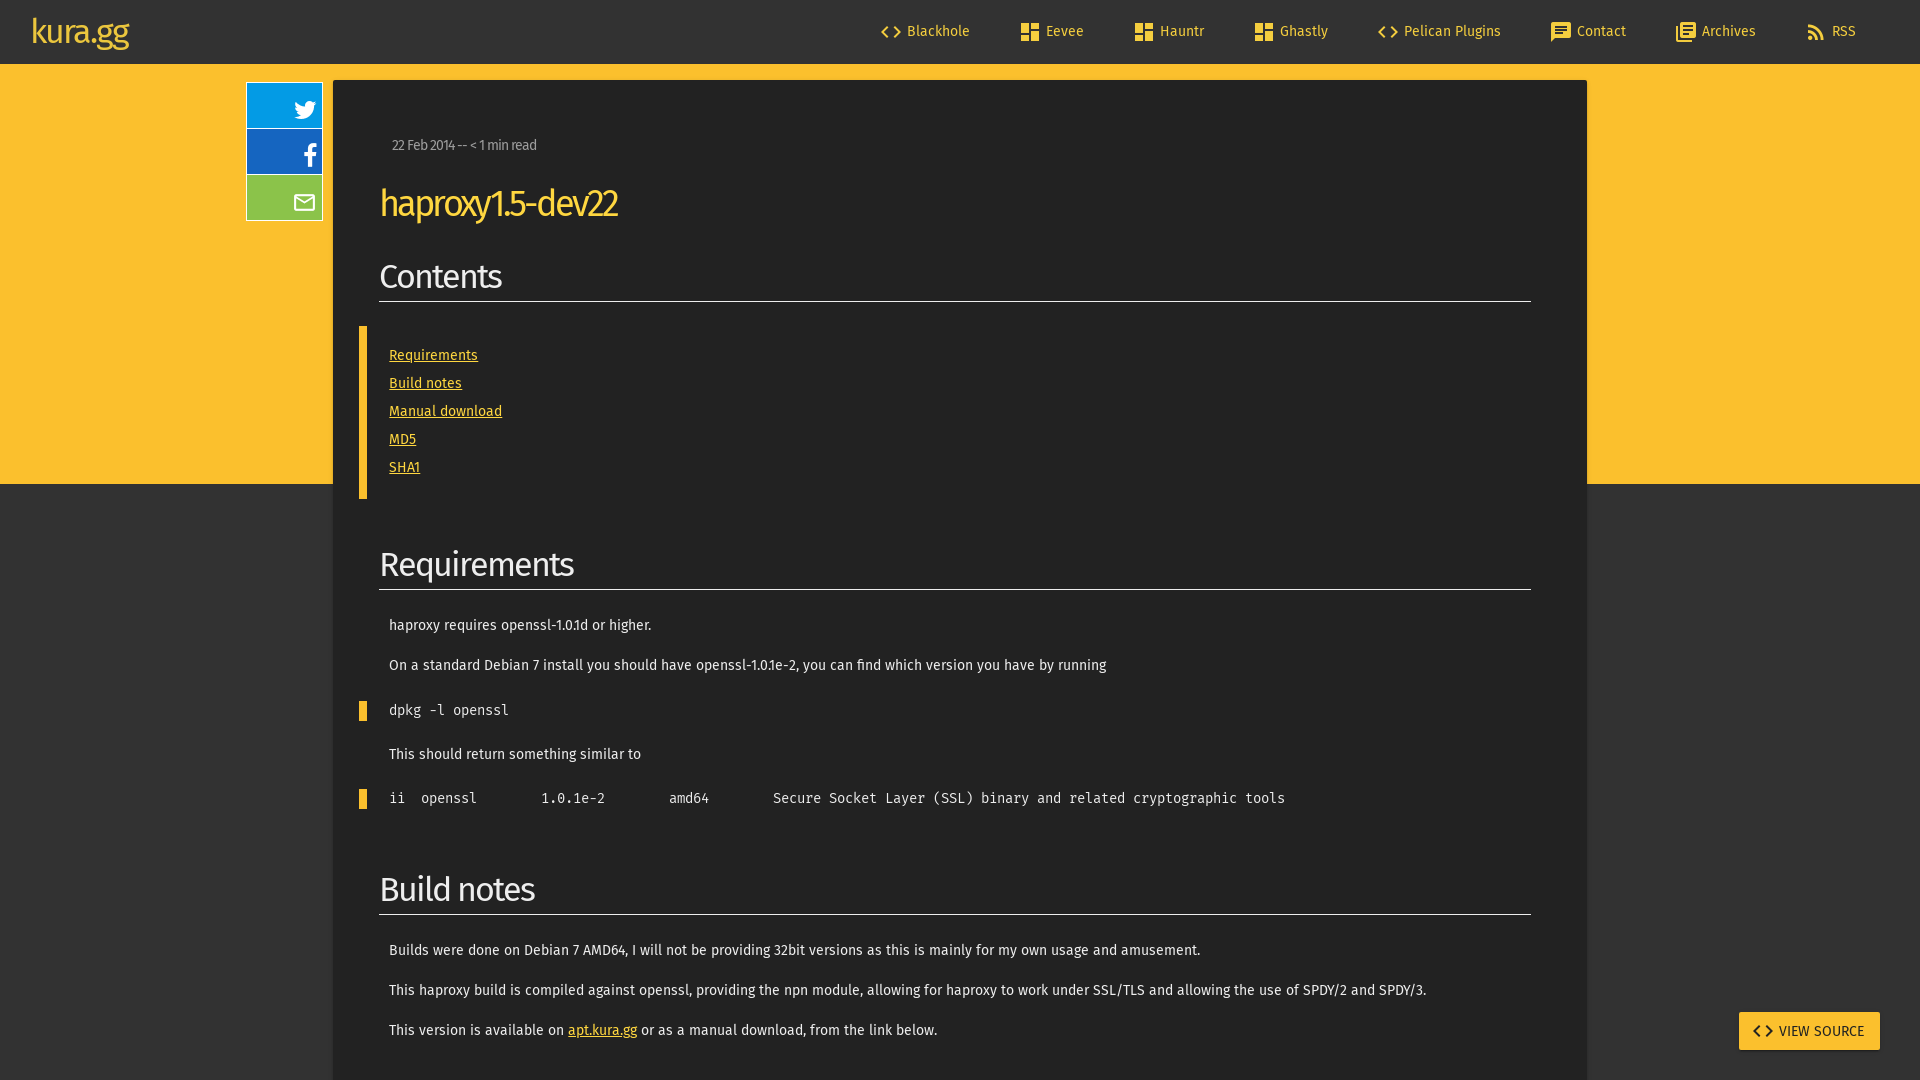 kura.gg
Blackhole
Eevee
Hauntr
Ghastly
Pelican Plugins
Contact
Archives
RSS
22 Feb 2014 -- < 1 min read
haproxy1.5-dev22
Contents
Requirements
Build notes
Manual download
MD5
SHA1
Requirements
haproxy requires openssl-1.0.1d or higher.
On a standard Debian 7 install you should have openssl-1.0.1e-2, you can find which version you have by running
dpkg -l openssl
This should return something similar to
ii  openssl        1.0.1e-2        amd64        Secure Socket Layer (SSL) binary and related cryptographic tools
Build notes
Builds were done on Debian 7 AMD64, I will not be providing 32bit versions as this is mainly for my own usage and amusement.
This haproxy build is compiled against openssl, providing the npn module, allowing for haproxy to work under SSL/TLS and allowing the use of SPDY/2 and SPDY/3.
This version is available on apt.kura.gg or as a manual download, from the link below.
VIEW SOURCE